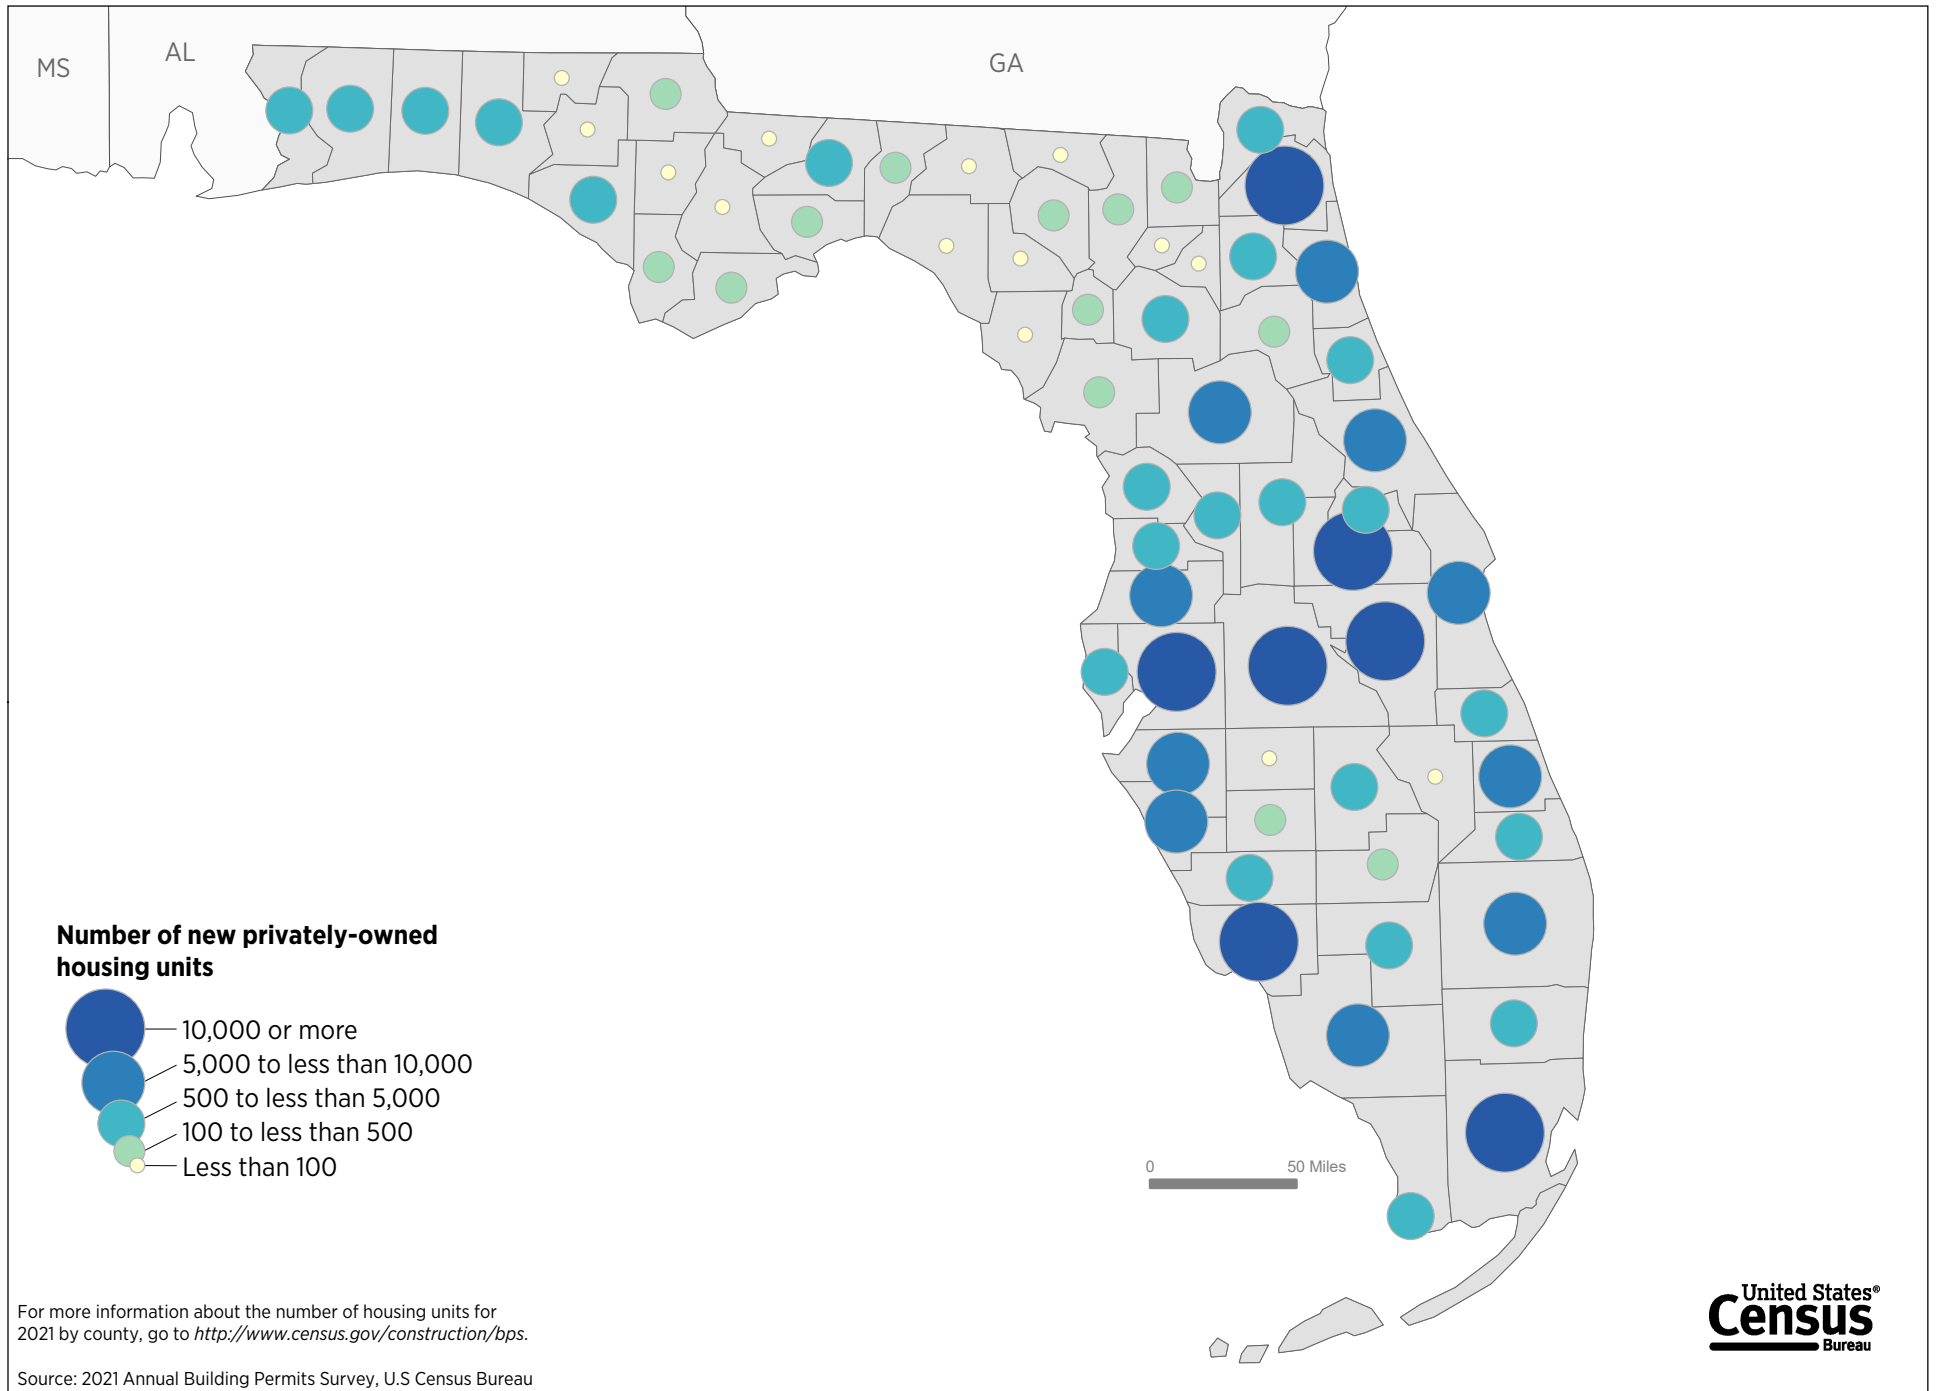 MS
AL
GA
Number of new privately-owned
housing units
10,000 or more
5,000 to less than 10,000
500 to less than 5,000
100 to less than 500
Less than 100
0 50 Miles
For more information about the number of housing units for
2021 by county, go to http://www.census.gov/construction/bps.
Source: 2021 Annual Building Permits Survey, U.S Census Bureau
United States®
Census
Bureau